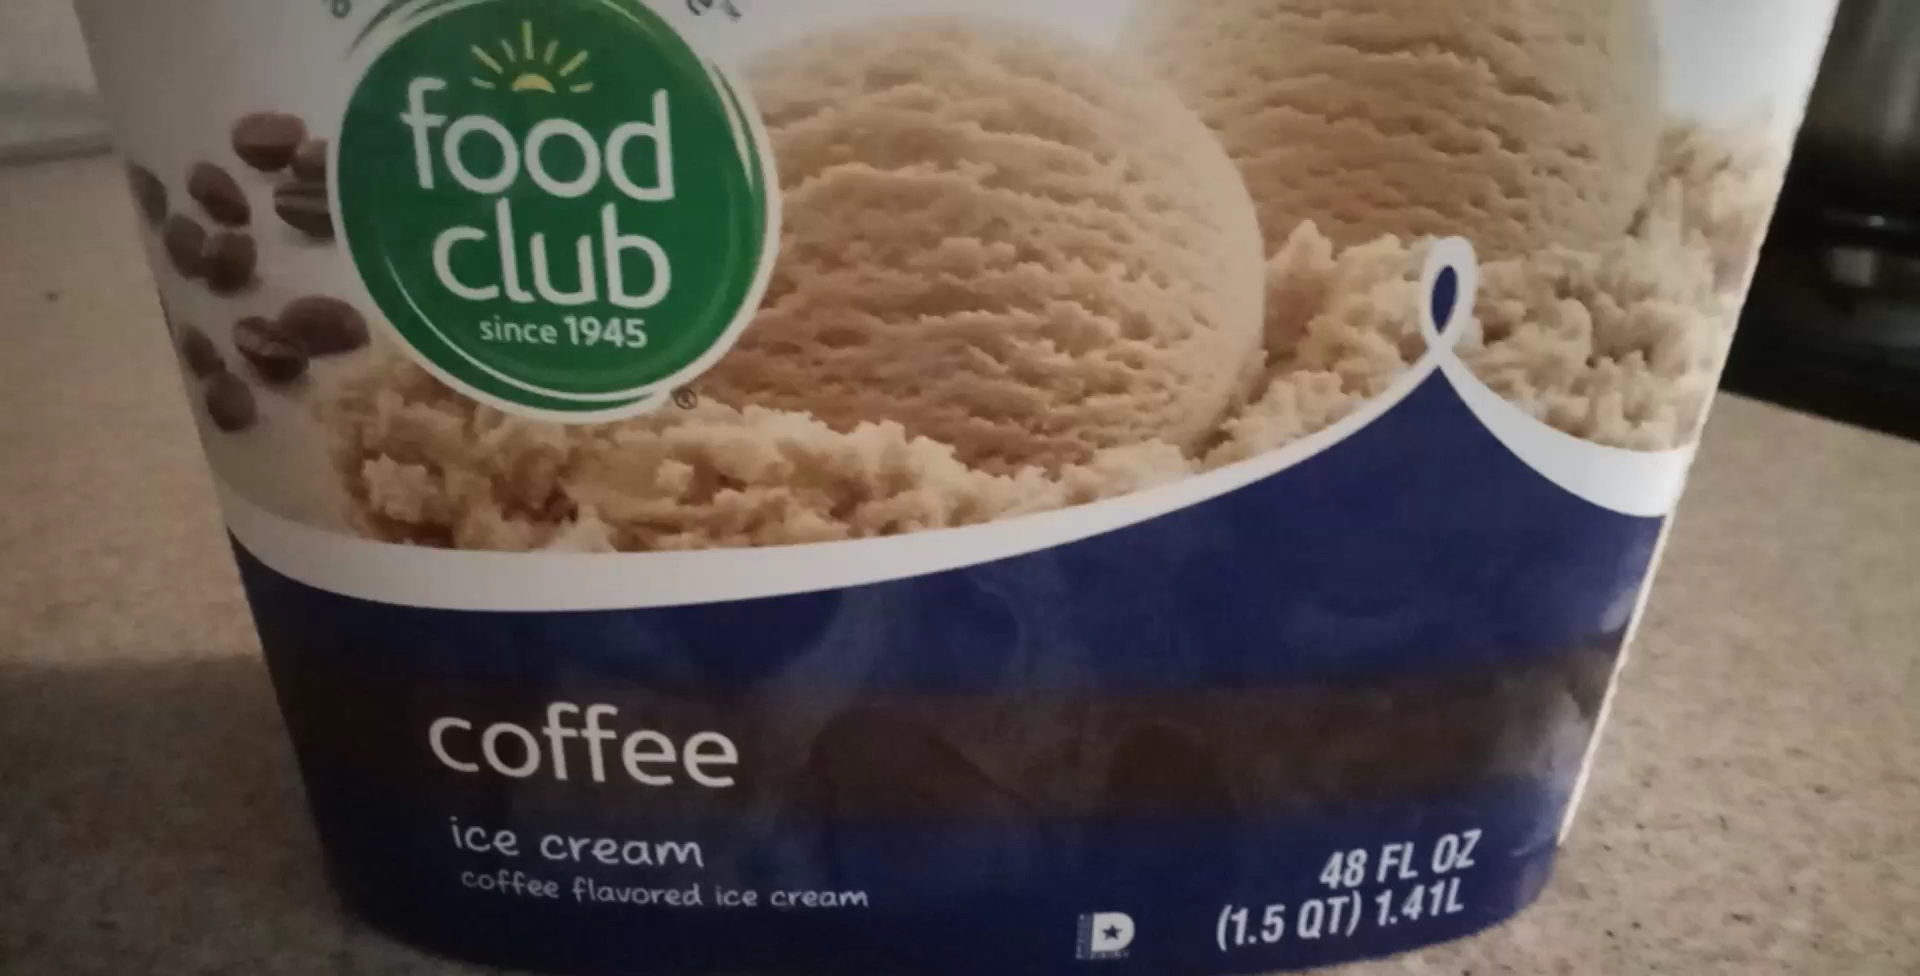 food
club
since 1945
®
coffee
ice cream
coffee flavored ice cream
48 FL OZ
(1.5 QT) 1.41L
D